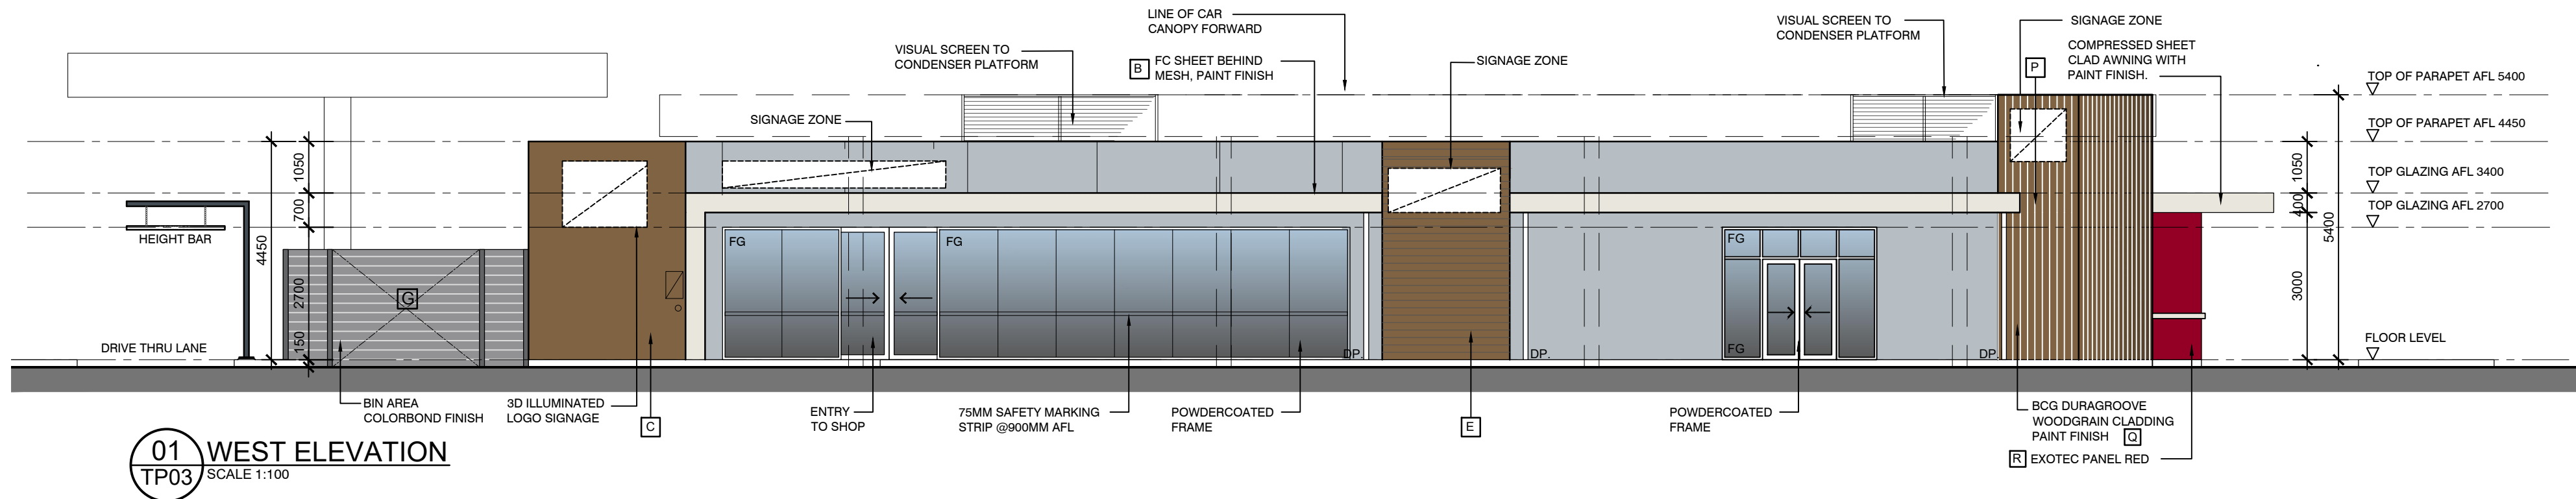 LINE OF CAR
CANOPY FORWARD
VISUAL SCREEN TO
CONDENSER PLATFORM
B
FC SHEET BEHIND
MESH, PAINT FINISH
SIGNAGE ZONE
VISUAL SCREEN TO
CONDENSER PLATFORM
SIGNAGE ZONE
P
COMPRESSED SHEET
CLAD AWNING WITH
PAINT FINISH.
SIGNAGE ZONE
TOP OF PARAPET AFL 5400
TOP OF PARAPET AFL 4450
TOP GLAZING AFL 3400
TOP GLAZING AFL 2700
FLOOR LEVEL
1050
700
4450
2700
150
1050
400
5400
3000
HEIGHT BAR
DRIVE THRU LANE
G
FG
FG
FG
FG
DP.
DP.
DP.
BIN AREA
COLORBOND FINISH
3D ILLUMINATED
LOGO SIGNAGE
C
ENTRY
TO SHOP
75MM SAFETY MARKING
STRIP @900MM AFL
POWDERCOATED
FRAME
E
POWDERCOATED
FRAME
BCG DURAGROOVE
WOODGRAIN CLADDING
PAINT FINISH Q
R EXOTEC PANEL RED
01
TP03
WEST ELEVATION
SCALE 1:100